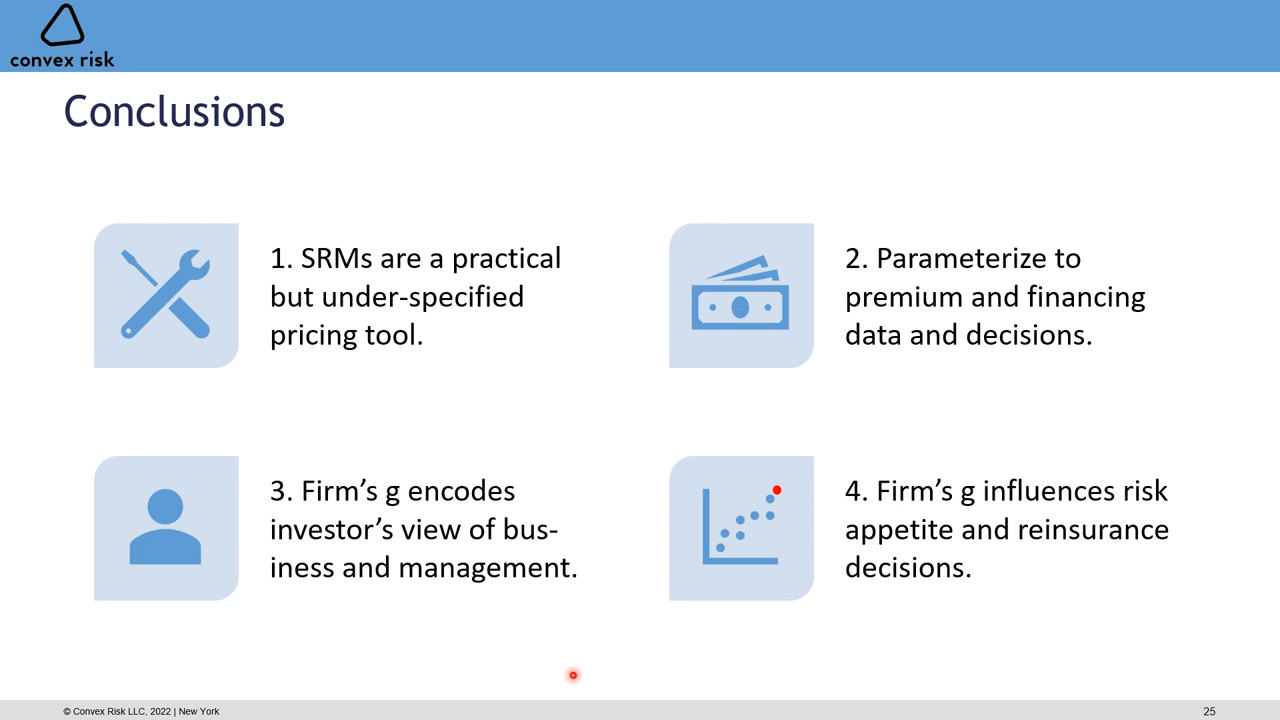 convex risk
Conclusions
1. SRMs are a practical
but under-specified
pricing tool.
2. Parameterize to
premium and financing
data and decisions.
3. Firm’s g encodes
investor’s view of bus-
iness and management.
4. Firm’s g influences risk
appetite and reinsurance
decisions.
© Convex Risk LLC, 2022 | New York
25